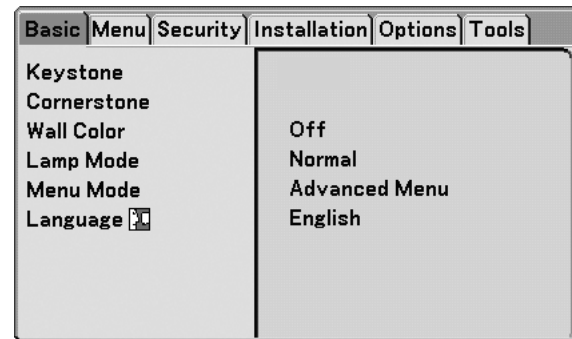 Basic Menu Security Installation Options Tools
Keystone
Cornerstone
Wall Color Off
Lamp Mode Normal
Menu Mode Advanced Menu
Language English